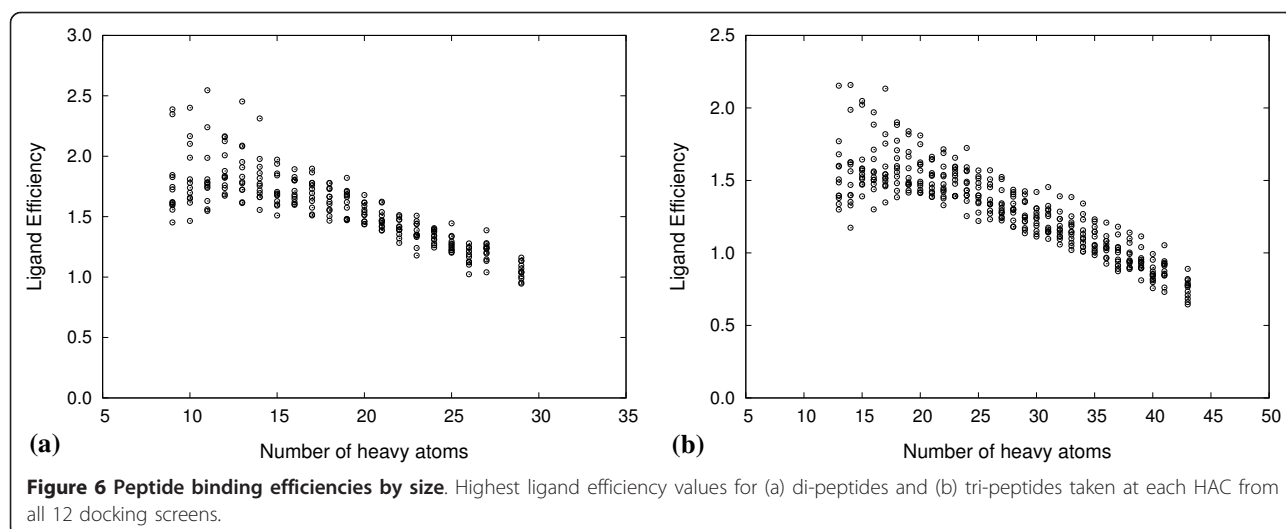 3.0
2.5
2.0
1.5
1.0
0.5
0.0
Ligand Efficiency
5 10 15 20 25 30 35
(a)
Number of heavy atoms
2.5
2.0
1.5
1.0
0.5
0.0
Ligand Efficiency
5 10 15 20 25 30 35 40 45 50
(b)
Number of heavy atoms
Figure 6 Peptide binding efficiencies by size. Highest ligand efficiency values for (a) di-peptides and (b) tri-peptides taken at each HAC from
all 12 docking screens.